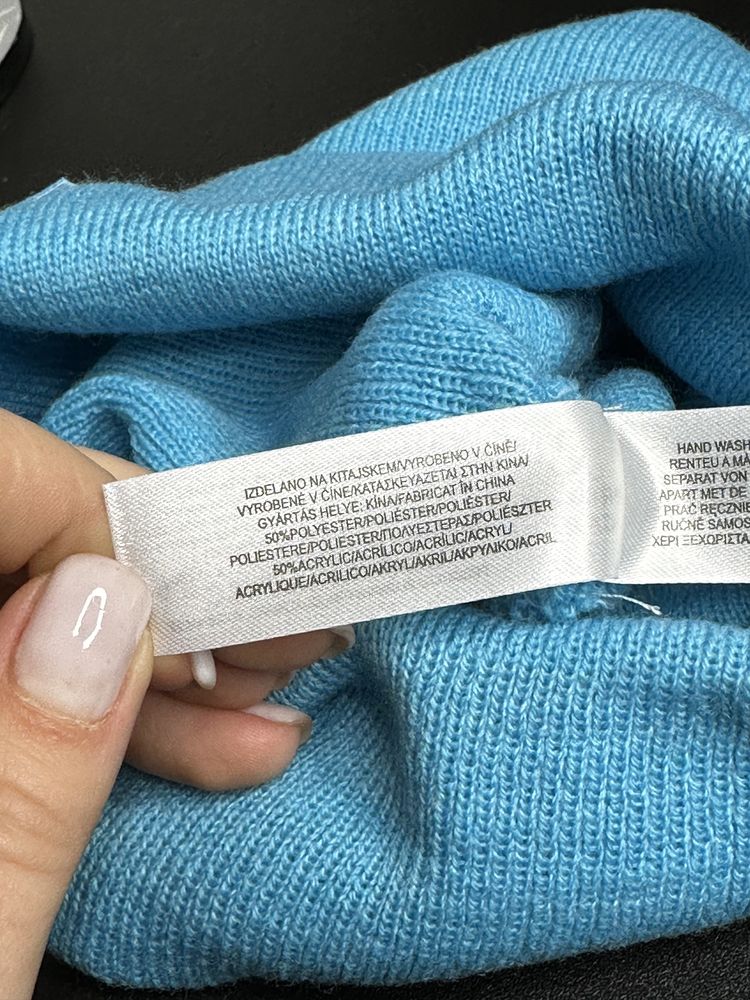 IZDELANO NA KITAJSKEM/VYROBENO V ČÍNĚ/
VYROBENÉ V ČÍNE/ΚΑΤΑΣΚΕΥΑΖΕΤΑΙ ΣΤΗΝ ΚΙΝΑ/
GYÁRTÁS HELYE: KÍNA/FABRICAT ÎN CHINA
50%POLYESTER/POLIÉSTER/POLIÉSTER/
POLIESTERE/POLIESTER/ΠΟΛΥΕΣΤΕΡΑΣ/POLIÉSZTER
50%ACRYLIC/ACRÍLICO/ACRÍLIC/ACRYL/
ACRYLIQUE/ACRILICO/AKRYL/AKRIL/ΑΚΡΥΛΙΚΟ/ACRIL
HAND WASH
RENTEU A MÀ
SEPARAT VON
APART MET DE
PRAĆ RĘCZNIE
RUČNĚ SAMOS
ΧΕΡΙ ΞΕΧΩΡΙΣΤΑ